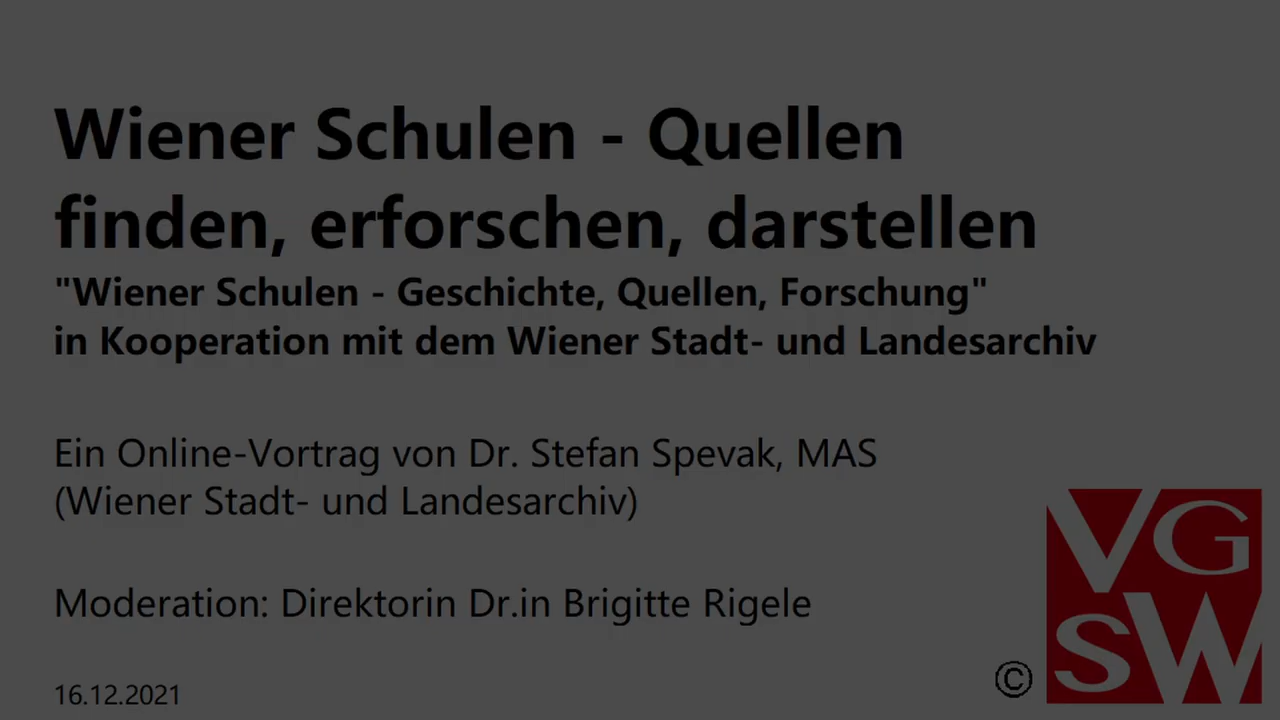 Wiener Schulen - Quellen
finden, erforschen, darstellen
"Wiener Schulen - Geschichte, Quellen, Forschung"
in Kooperation mit dem Wiener Stadt- und Landesarchiv
Ein Online-Vortrag von Dr. Stefan Spevak, MAS
(Wiener Stadt- und Landesarchiv)
Moderation: Direktorin Dr.in Brigitte Rigele
16.12.2021
©
VG
SW